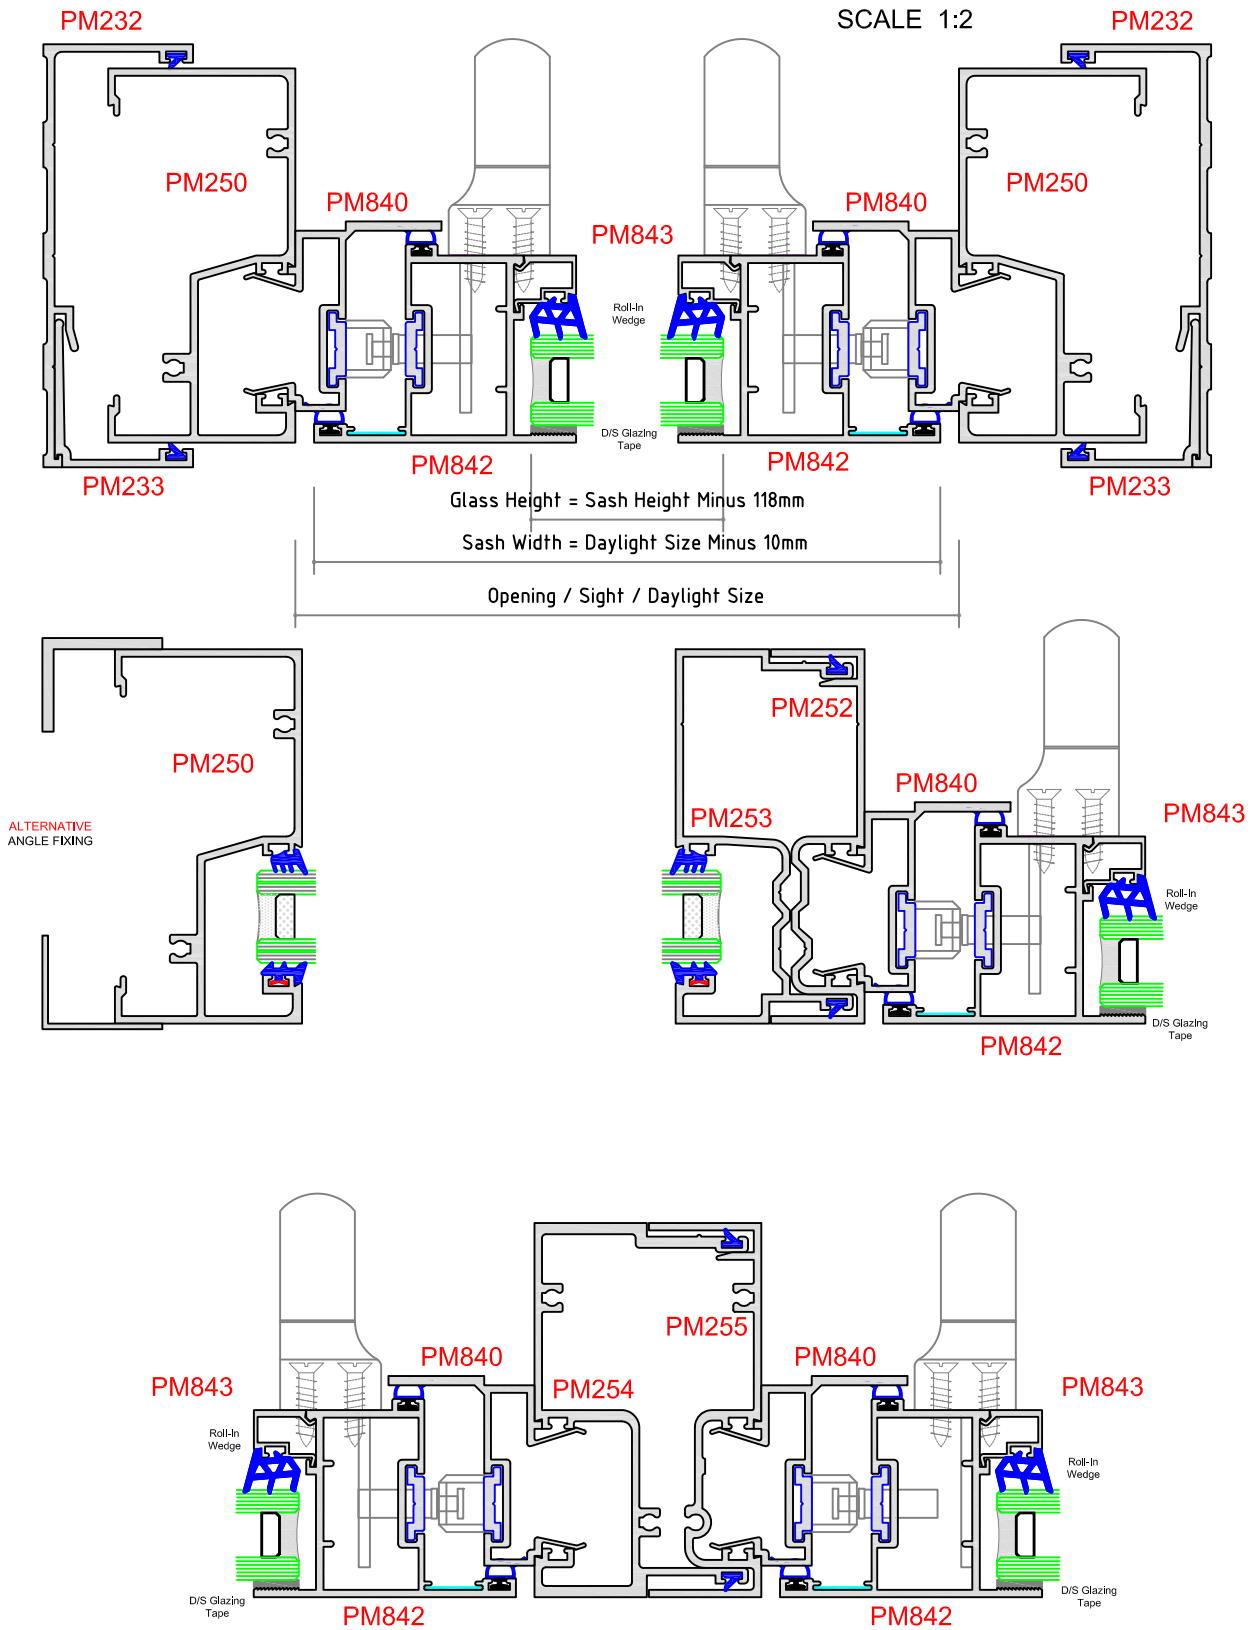 PM232
SCALE 1:2
PM232
PM250
PM840
PM843
PM840
PM250
Roll-In
Wedge
D/S Glazing
Tape
PM233
PM842
PM842
PM233
Glass Height = Sash Height Minus 118mm
Sash Width = Daylight Size Minus 10mm
Opening / Sight / Daylight Size
PM250
ALTERNATIVE
ANGLE FIXING
PM252
PM253
PM840
PM843
Roll-In
Wedge
D/S Glazing
Tape
PM842
PM255
PM840
PM254
PM840
PM843
PM843
Roll-In
Wedge
Roll-In
Wedge
D/S Glazing
Tape
D/S Glazing
Tape
PM842
PM842